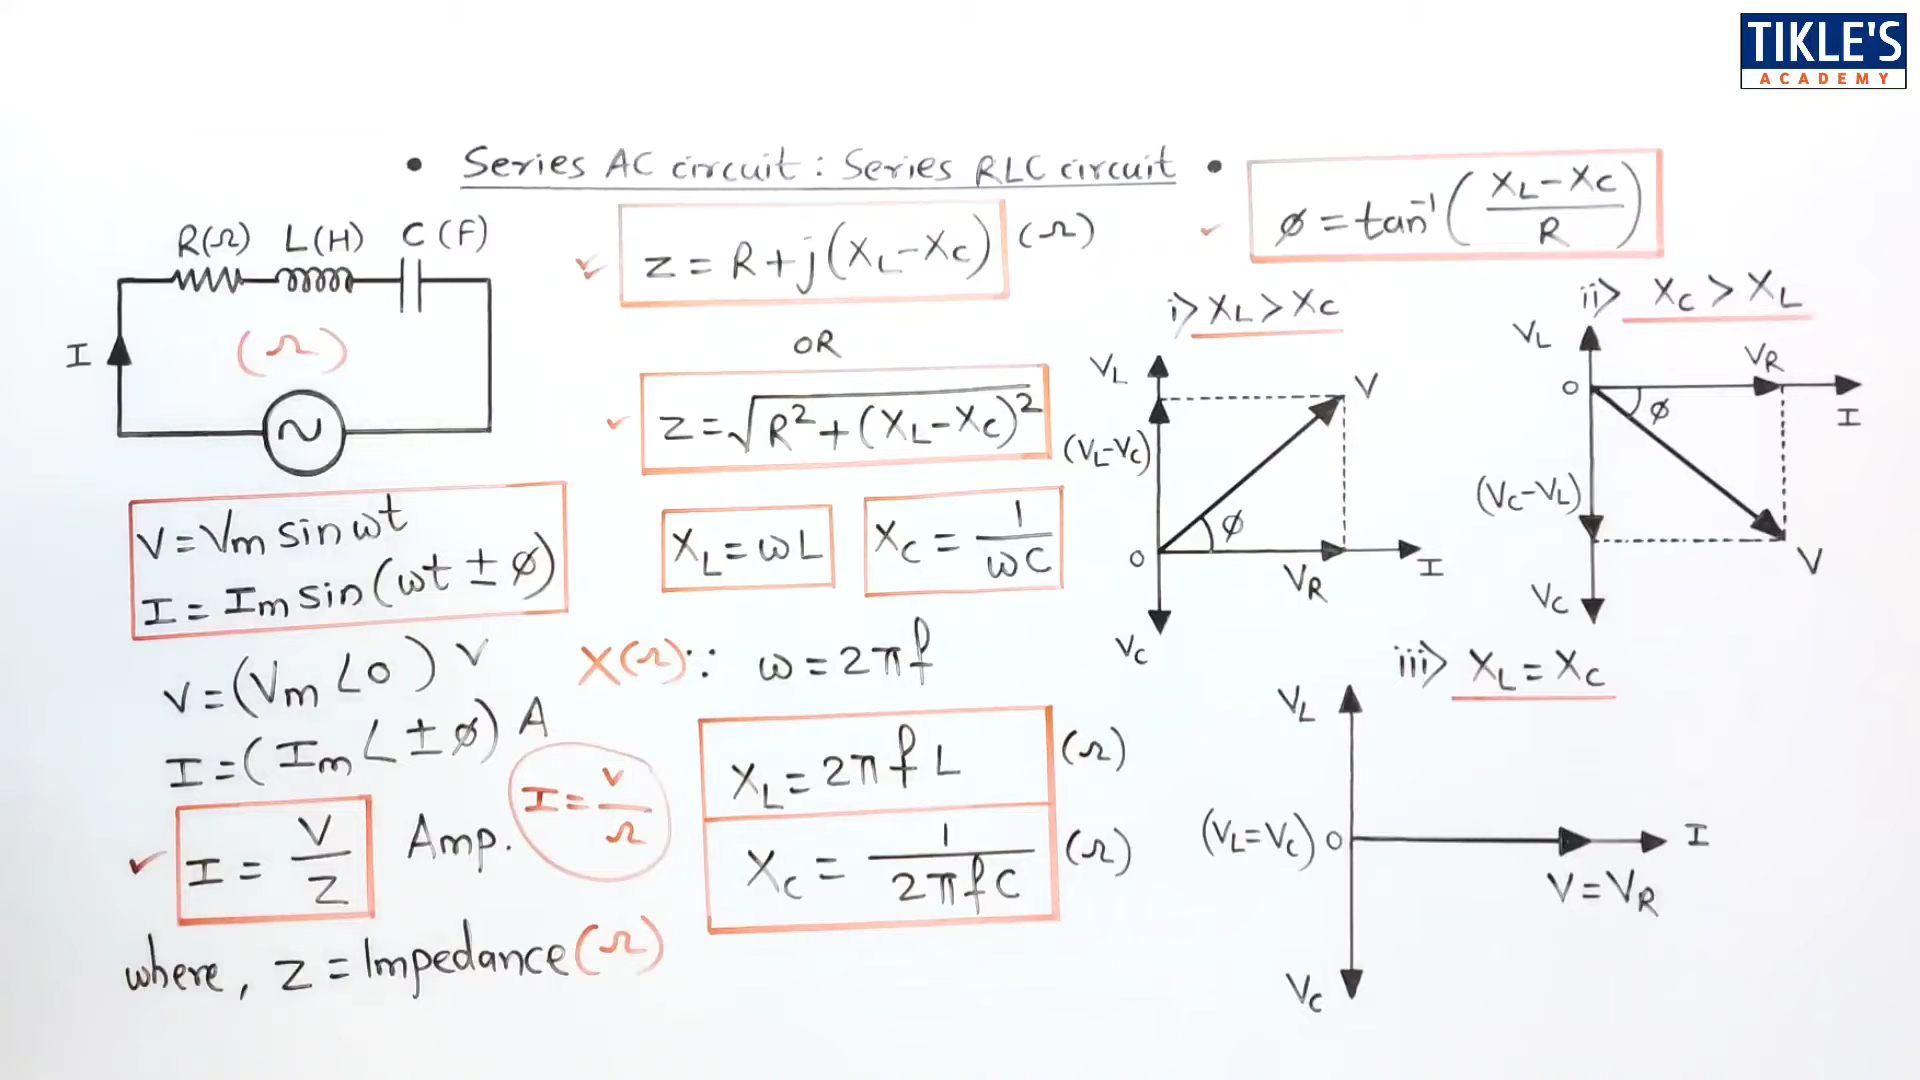 TIKLE'S
ACADEMY
• Series AC circuit : Series RLC circuit •
R(Ω) L(H) C (F)
I
(Ω)
V = Vm sin ωt
I = Im sin(ωt ± ø)
V = (Vm ∠0) V
I = (Im ∠ ± ø) A
I = V/Z Amp.
I = V/Ω
where, Z = Impedance (Ω)
Z = R + j(XL – XC) (Ω)
OR
Z = √R² + (XL – XC)²
XL = ωL
XC = 1/ωC
X(Ω) ∵ ω = 2πf
XL = 2πfL (Ω)
XC = 1/2πfC (Ω)
ø = tan⁻¹ (XL – XC / R)
i> XL > XC
VL
V
(VL–VC)
ø
O
VR
I
VC
ii> XC > XL
VL
VR
O
ø
I
(VC–VL)
V
VC
iii> XL = XC
VL
(VL=VC) O
I
V = VR
VC